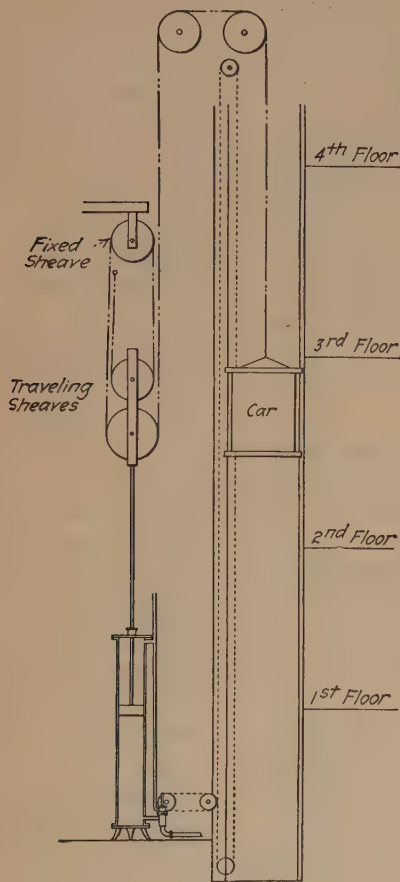 4th Floor
Fixed
Sheave
3rd Floor
Traveling
Sheaves
Car
2nd Floor
1st Floor